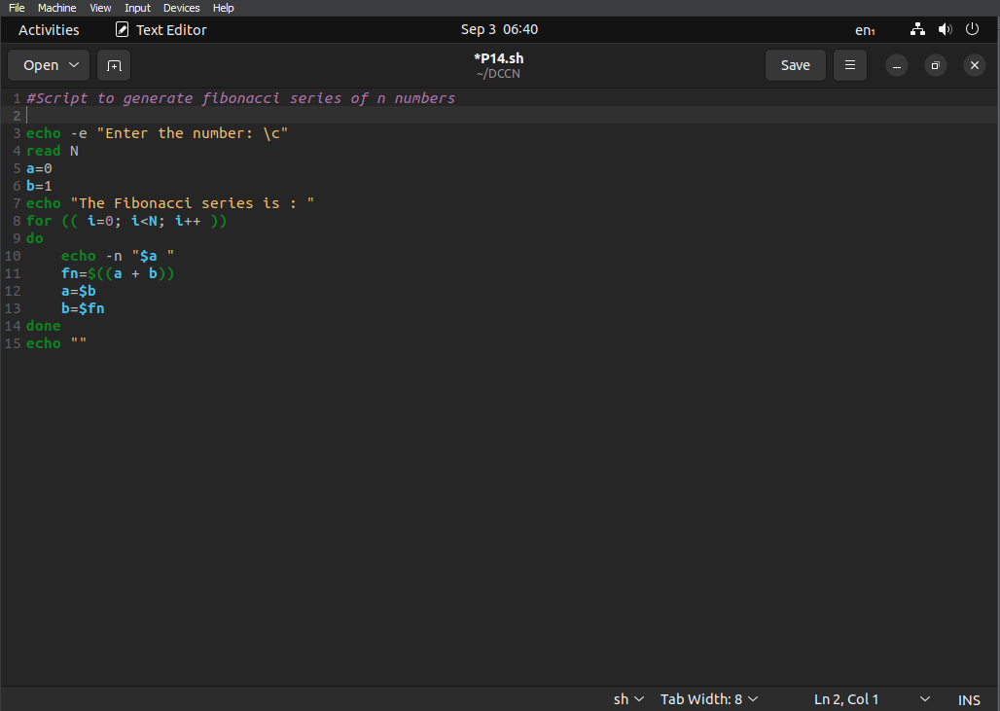 File Machine View Input Devices Help
Activities Text Editor Sep 3 06:40 en₁
Open *P14.sh Save
~/DCCN
1 #Script to generate fibonacci series of n numbers
2
3 echo -e "Enter the number: \c"
4 read N
5 a=0
6 b=1
7 echo "The Fibonacci series is : "
8 for (( i=0; i<N; i++ ))
9 do
10     echo -n "$a "
11     fn=$((a + b))
12     a=$b
13     b=$fn
14 done
15 echo ""
sh Tab Width: 8 Ln 2, Col 1 INS